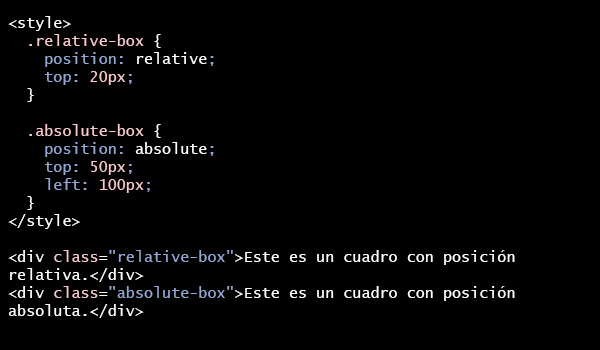 <style>
  .relative-box {
    position: relative;
    top: 20px;
  }

  .absolute-box {
    position: absolute;
    top: 50px;
    left: 100px;
  }
</style>

<div class="relative-box">Este es un cuadro con posición
relativa.</div>
<div class="absolute-box">Este es un cuadro con posición
absoluta.</div>